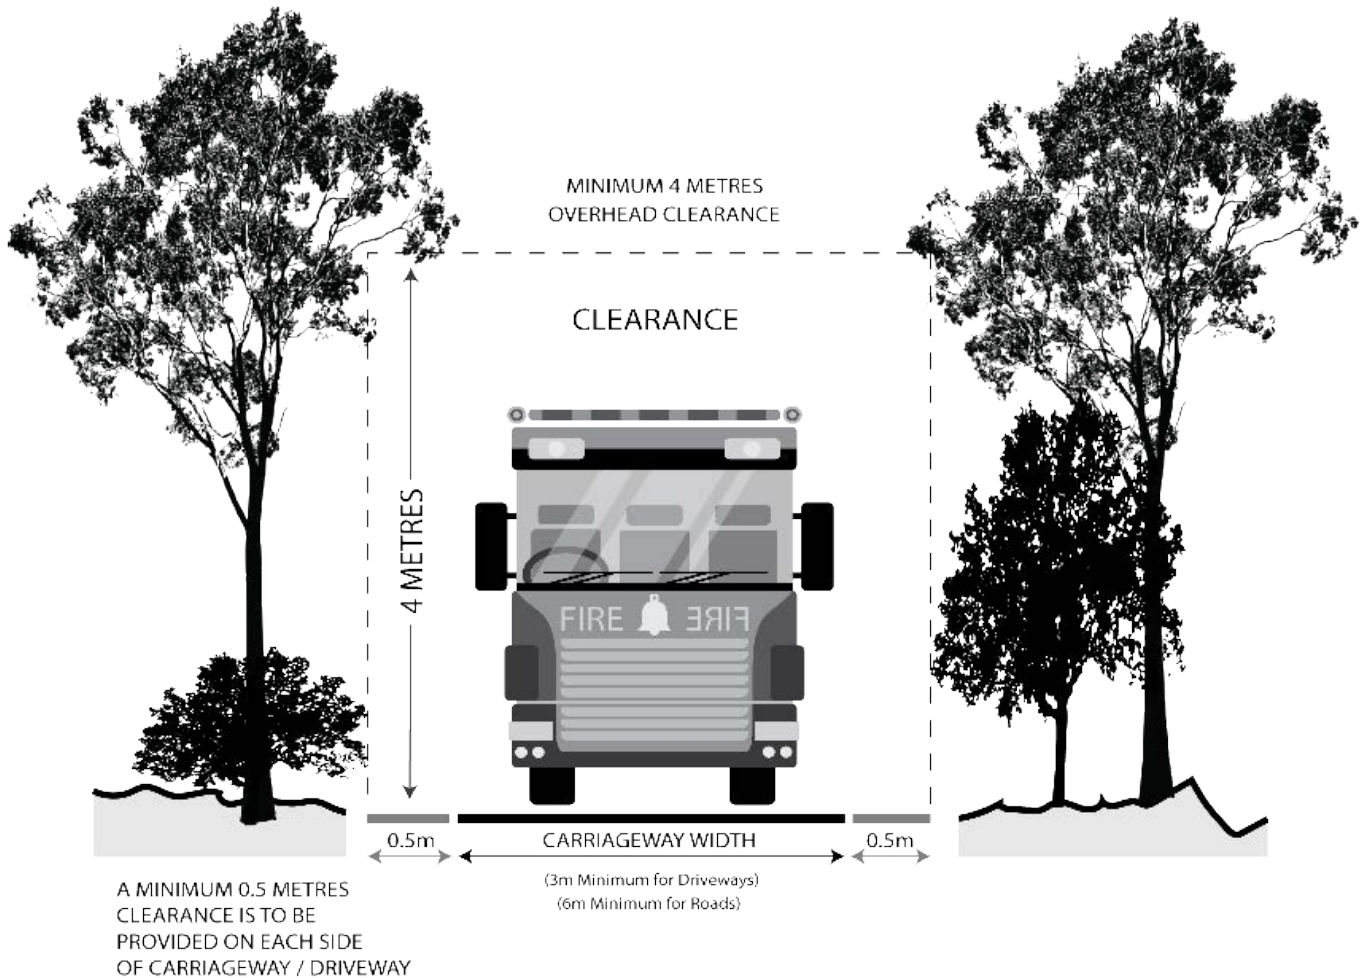 MINIMUM 4 METRES
OVERHEAD CLEARANCE
CLEARANCE
4 METRES
FIRE FIRE
0.5m
CARRIAGEWAY WIDTH
0.5m
(3m Minimum for Driveways)
(6m Minimum for Roads)
A MINIMUM 0.5 METRES
CLEARANCE IS TO BE
PROVIDED ON EACH SIDE
OF CARRIAGEWAY / DRIVEWAY